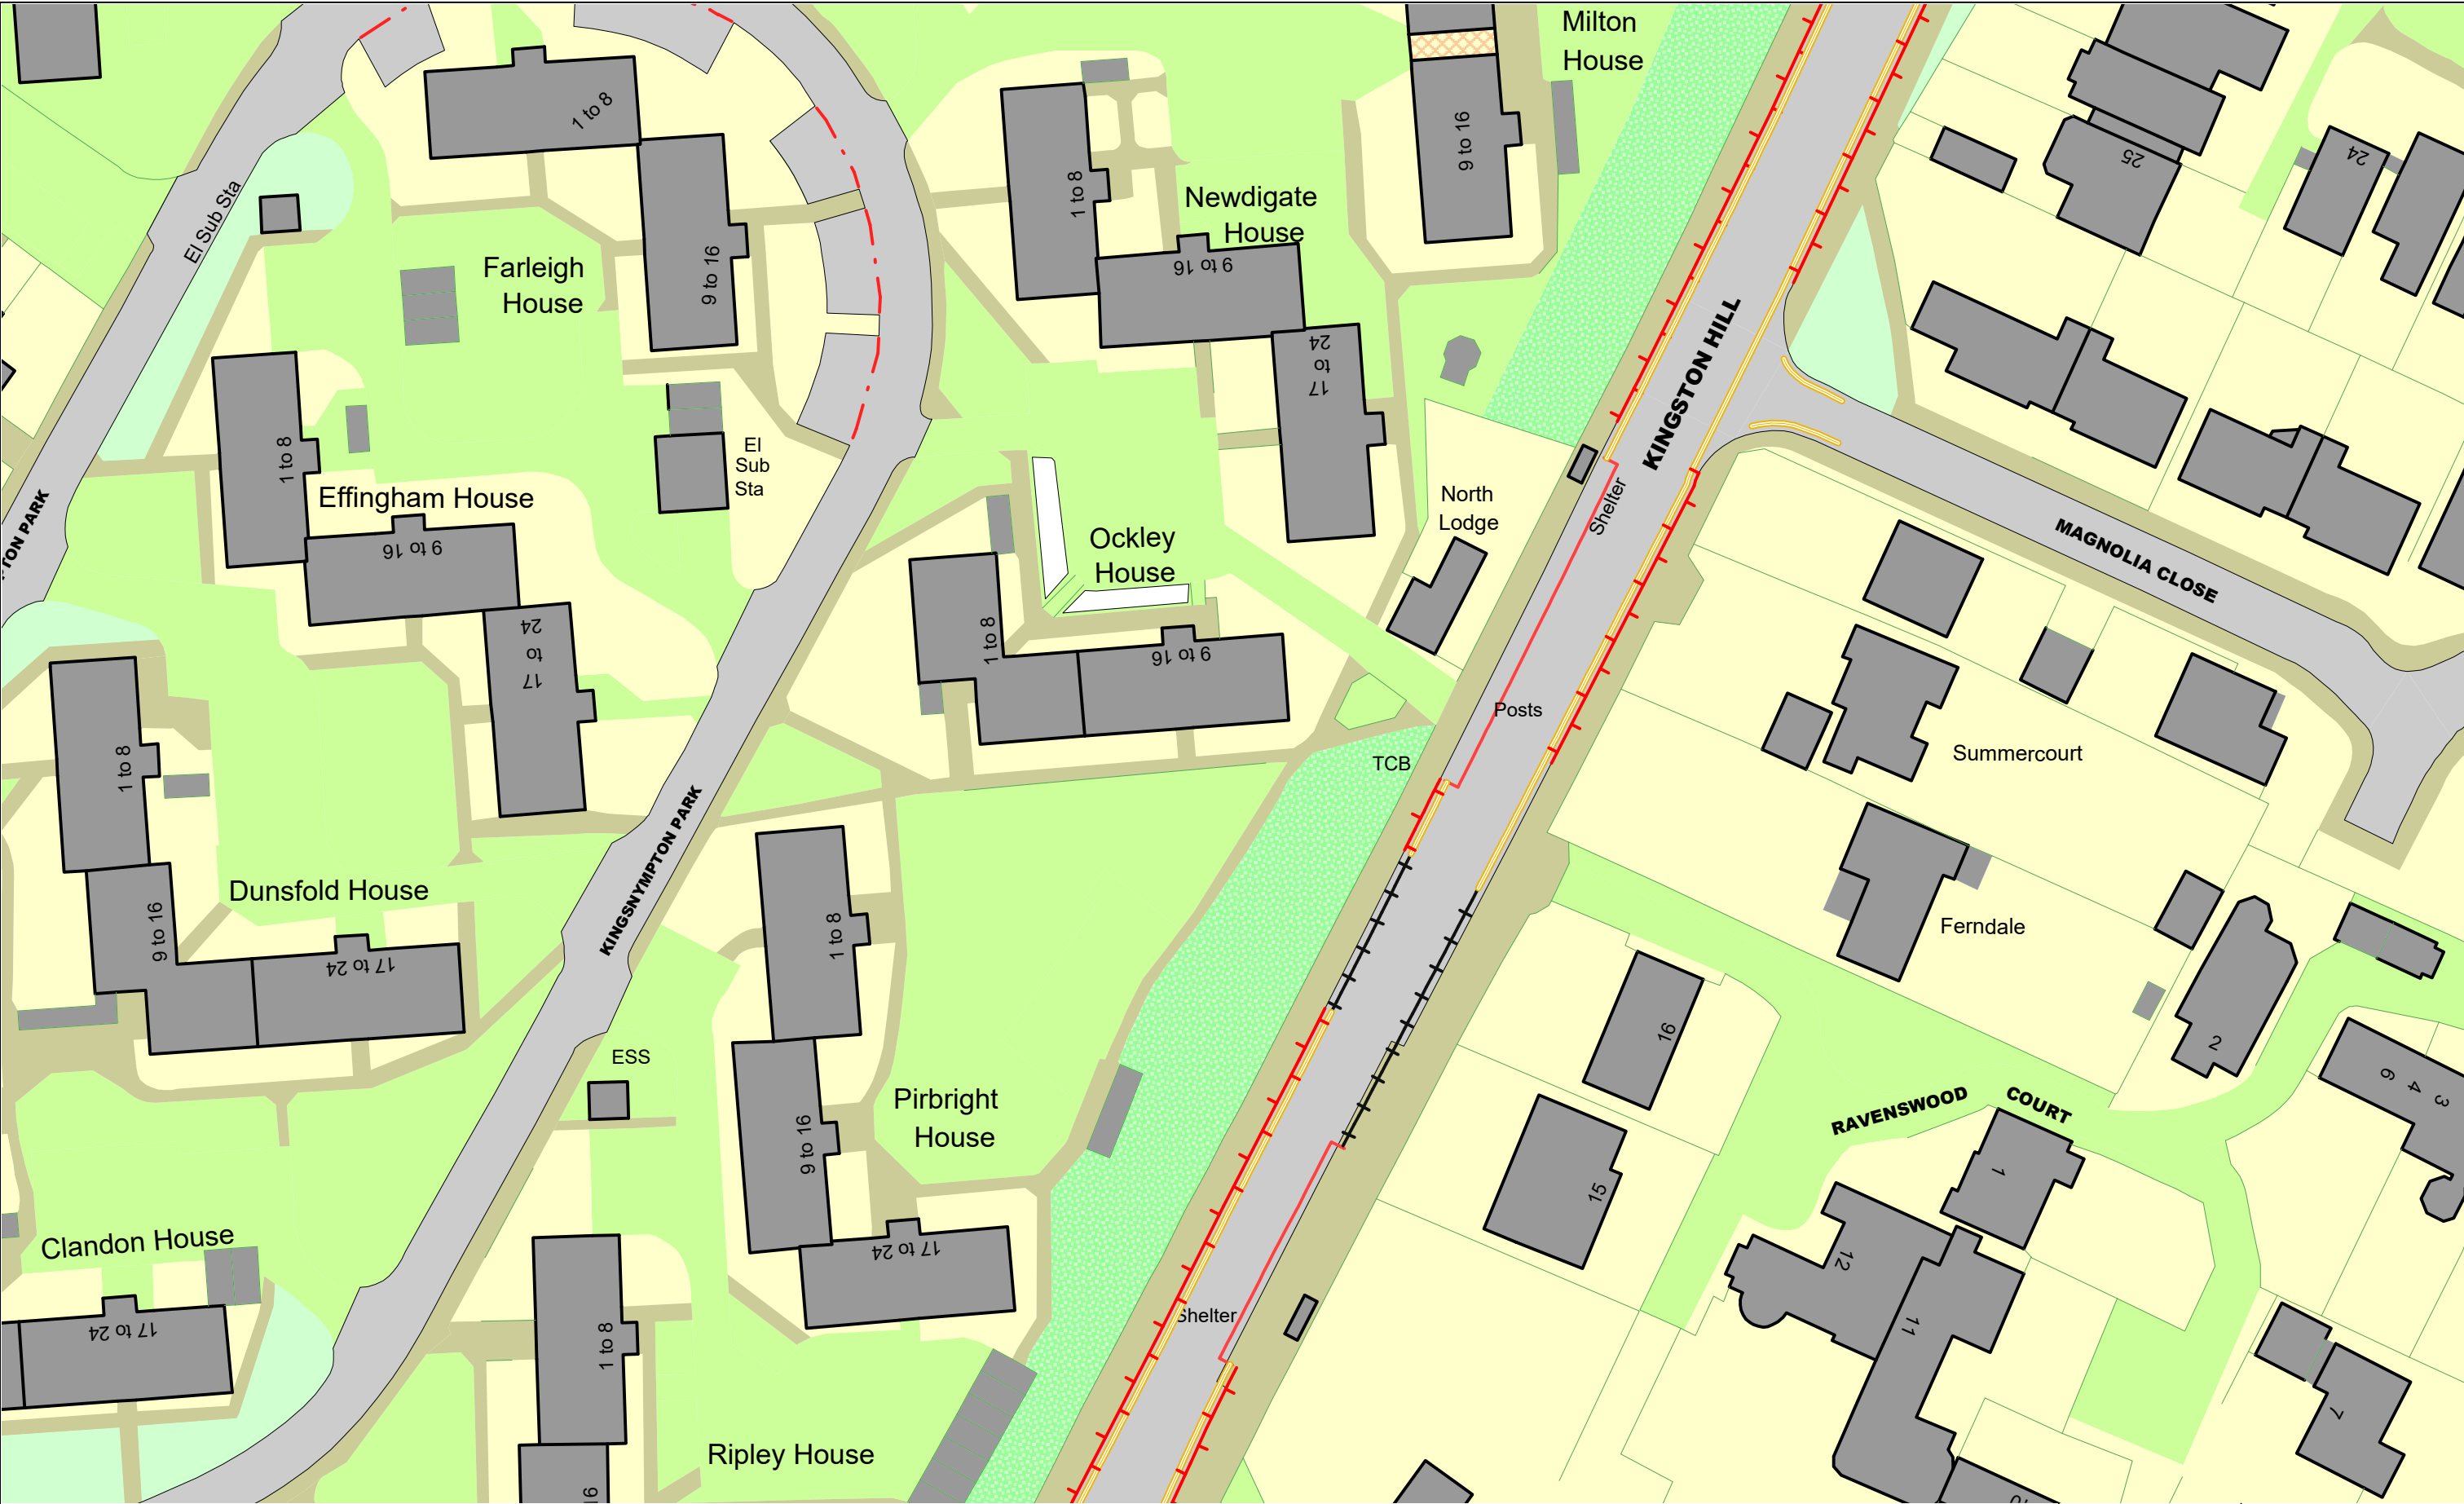 Milton
House
1 to 8
9 to 16
25
24
El Sub Sta
1 to 8
Newdigate
House
9 to 16
Farleigh
House
9 to 16
KINGSTON HILL
24
to
17
1 to 8
El
Sub
Sta
Effingham House
9 to 16
North
Lodge
Shelter
TON PARK
Ockley
House
MAGNOLIA CLOSE
24
to
17
1 to 8
9 to 16
Posts
Summercourt
1 to 8
TCB
KINGSNYMPTON PARK
Dunsfold House
9 to 16
17 to 24
1 to 8
Ferndale
16
2
ESS
Pirbright
House
9 to 16
RAVENSWOOD COURT
3
4
6
1
15
Clandon House
17 to 24
12
11
Shelter
17 to 24
1 to 8
7
Ripley House
16